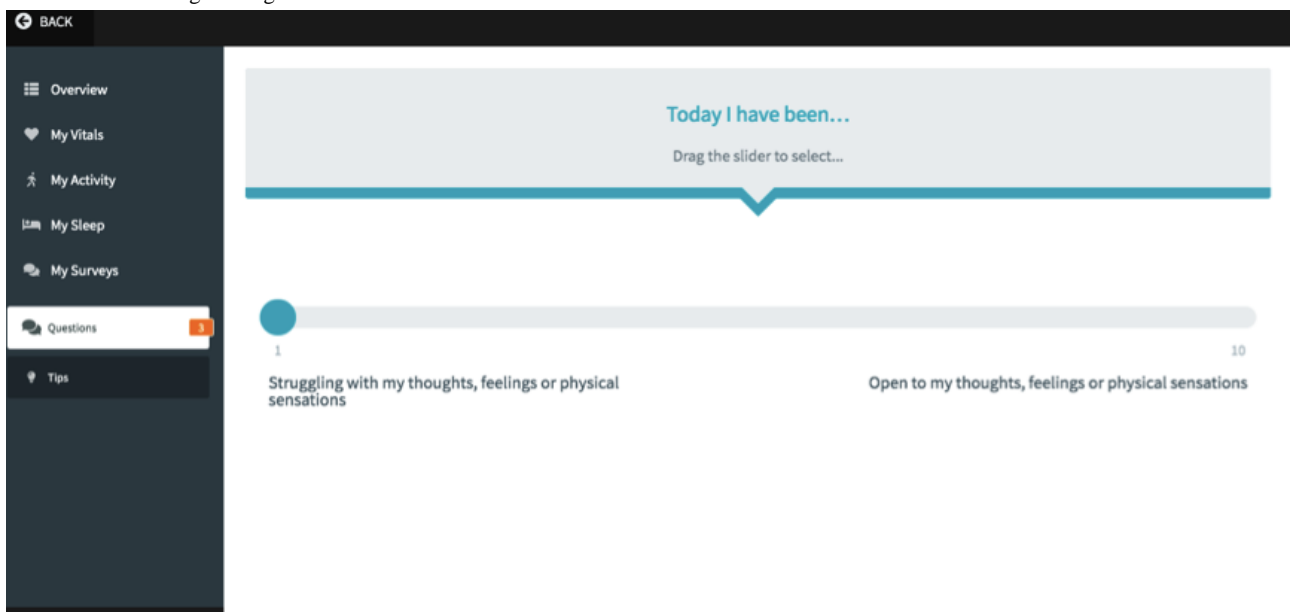 BACK
Overview
My Vitals
My Activity
My Sleep
My Surveys
Questions 3
Tips
Today I have been...
Drag the slider to select...
1
10
Struggling with my thoughts, feelings or physical
sensations
Open to my thoughts, feelings or physical sensations